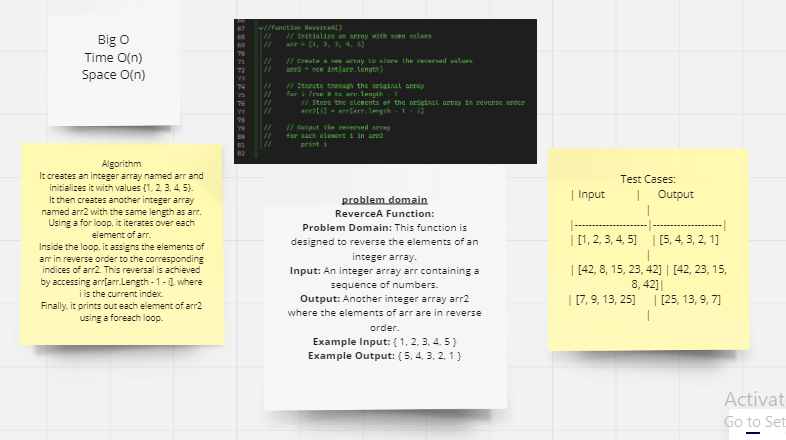 Big O
Time O(n)
Space O(n)
66
67 //function ReverceA()
68 // // Initialize an array with some values
69 // arr = [1, 2, 3, 4, 5]
70
71 // // Create a new array to store the reversed values
72 // arr2 = new int[arr.length]
73
74 // // Iterate through the original array
75 // for i from 0 to arr.length - 1
76 // // Store the elements of the original array in reverse order
77 // arr2[i] = arr[arr.length - 1 - i]
78
79 // // Output the reversed array
80 // for each element i in arr2
81 // print i
82
Algorithm
It creates an integer array named arr and
initializes it with values {1, 2, 3, 4, 5}.
It then creates another integer array
named arr2 with the same length as arr.
Using a for loop, it iterates over each
element of arr.
Inside the loop, it assigns the elements of
arr in reverse order to the corresponding
indices of arr2. This reversal is achieved
by accessing arr[arr.Length - 1 - i], where
i is the current index.
Finally, it prints out each element of arr2
using a foreach loop.
problem domain
ReverceA Function:
Problem Domain: This function is
designed to reverse the elements of an
integer array.
Input: An integer array arr containing a
sequence of numbers.
Output: Another integer array arr2
where the elements of arr are in reverse
order.
Example Input: { 1, 2, 3, 4, 5 }
Example Output: { 5, 4, 3, 2, 1 }
Test Cases:
| Input | Output
|
|----------------------|---------------------|
| [1, 2, 3, 4, 5] | [5, 4, 3, 2, 1]
|
| [42, 8, 15, 23, 42] | [42, 23, 15,
8, 42]|
| [7, 9, 13, 25] | [25, 13, 9, 7]
|
Activat
Go to Set